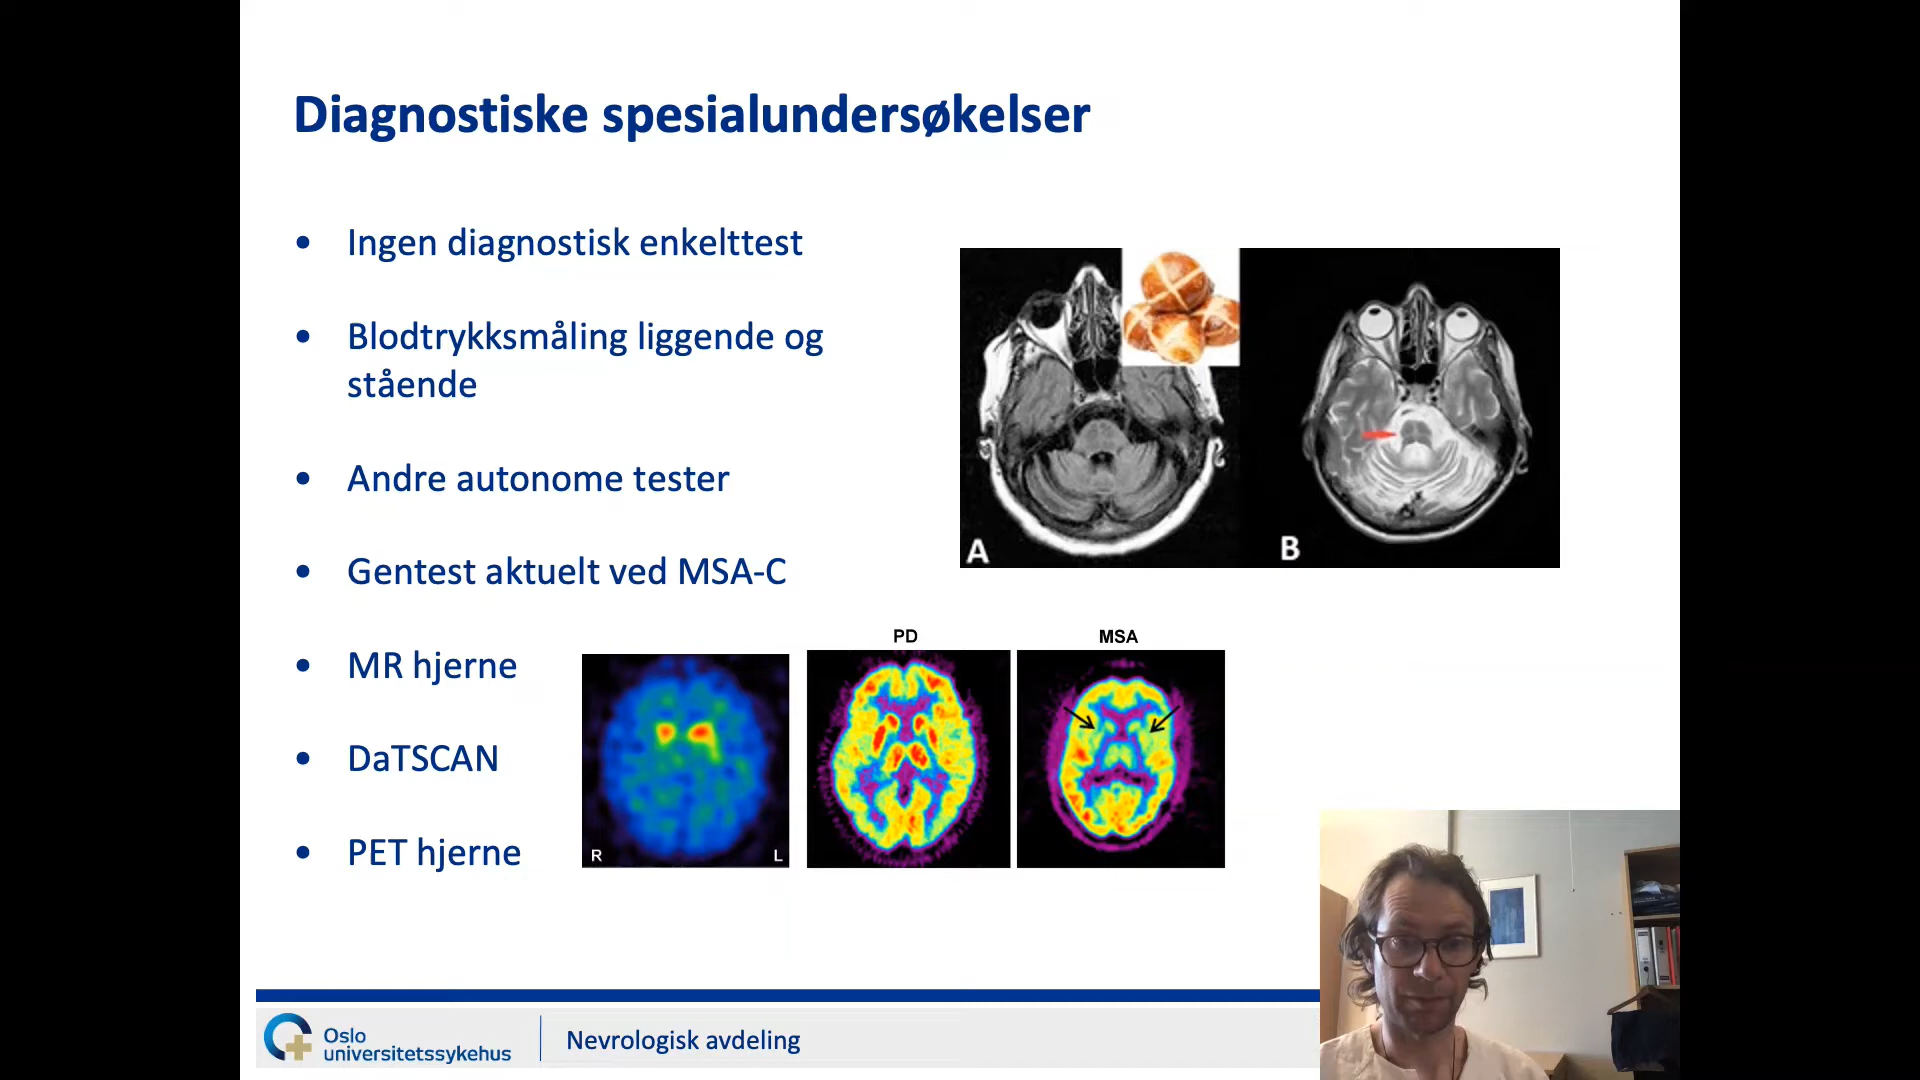 Diagnostiske spesialundersøkelser
• Ingen diagnostisk enkelttest
• Blodtrykksmåling liggende og
stående
• Andre autonome tester
• Gentest aktuelt ved MSA-C
• MR hjerne
• DaTSCAN
• PET hjerne
A
B
PD
MSA
R
L
Oslo
universitetssykehus
Nevrologisk avdeling